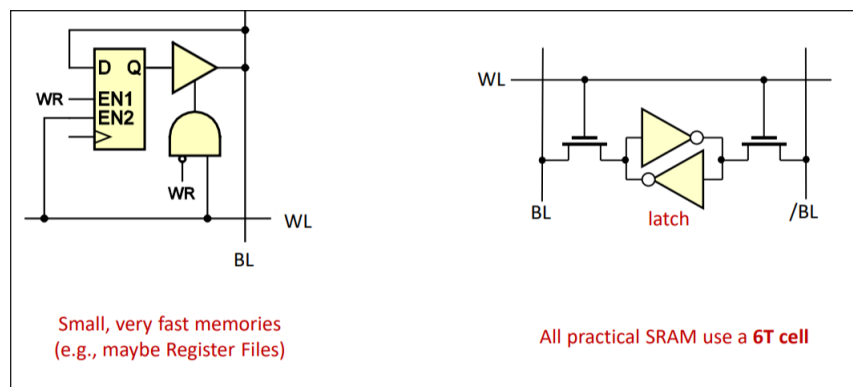 D Q
WR EN1
EN2
WR
WL
BL
Small, very fast memories
(e.g., maybe Register Files)
WL
BL
latch
/BL
All practical SRAM use a 6T cell